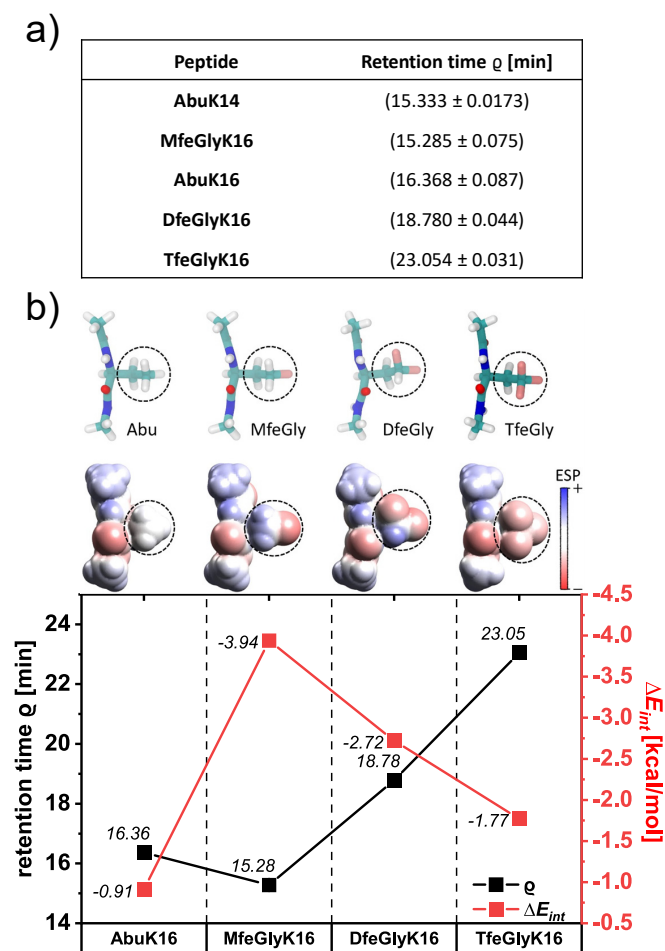 a)
Peptide Retention time ϱ [min]
AbuK14 (15.333 ± 0.0173)
MfeGlyK16 (15.285 ± 0.075)
AbuK16 (16.368 ± 0.087)
DfeGlyK16 (18.780 ± 0.044)
TfeGlyK16 (23.054 ± 0.031)
b)
Abu MfeGly DfeGly TfeGly
ESP
+
-
retention time ϱ [min]
24
22
20
18
16
14
16.36
-0.91
-3.94
15.28
-2.72
18.78
23.05
-1.77
ϱ
ΔE_int
-4.5
-4.0
-3.5
-3.0
-2.5
-2.0
-1.5
-1.0
-0.5
ΔE_int [kcal/mol]
AbuK16 MfeGlyK16 DfeGlyK16 TfeGlyK16